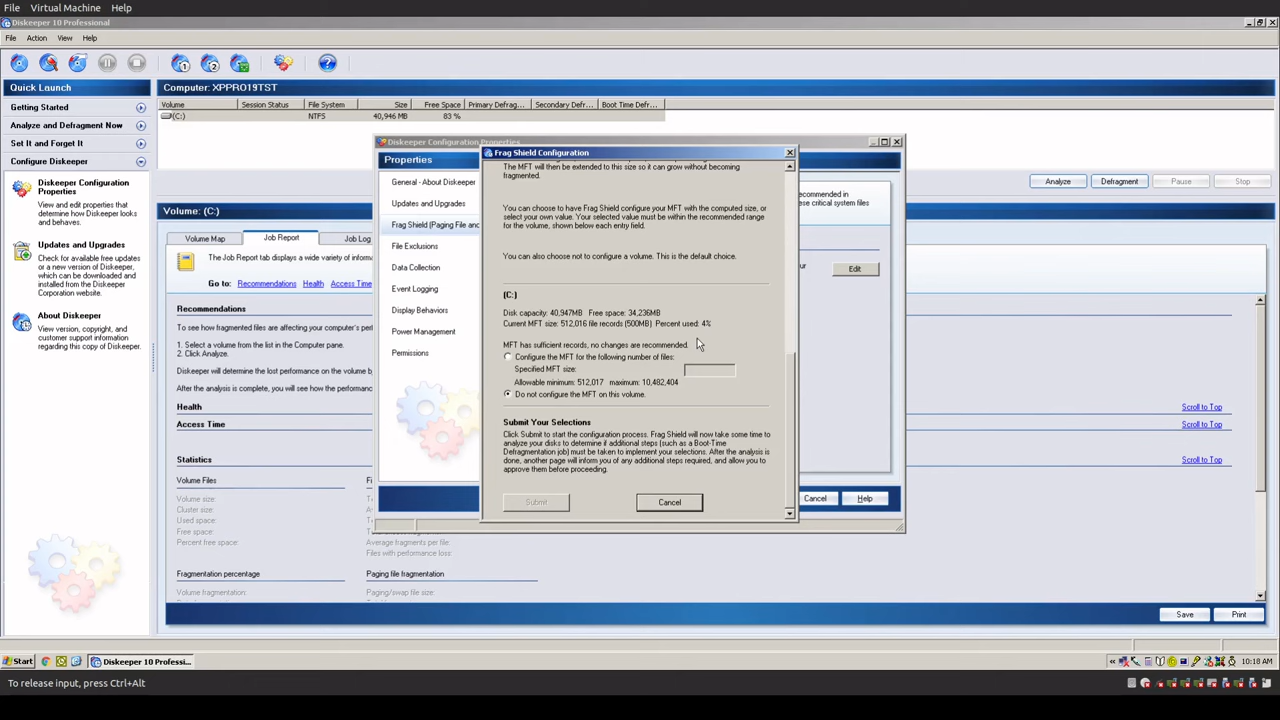 File Virtual Machine Help
Diskeeper 10 Professional
File Action View Help
1 2
Quick Launch
Getting Started
Analyze and Defragment Now
Set It and Forget It
Configure Diskeeper
Diskeeper Configuration
Properties
View and edit properties
that determine how Diskeeper looks
and behaves.
Updates and Upgrades
Check for available free updates
or a new version of Diskeeper,
which can be downloaded and
installed from the Diskeeper
Corporation website.
About Diskeeper
View version, copyright, and
customer support information
regarding this copy of Diskeeper.
Computer: XPPRO19TST
Volume Session Status File System Size Free Space Primary Defrag... Secondary Defr... Boot Time Defr...
(C:) NTFS 40,946 MB 83 %
Analyze Defragment Pause Stop
Volume: (C:)
Volume Map Job Report Job Log
The Job Report tab displays a wide variety of inform
Go to: Recommendations Health Access Time
Recommendations
To see how fragmented files are affecting your computer's
1. Select a volume from the List in the Computer pane.
2. Click Analyze.
Diskeeper will estimate the lost performance on the volume by
After the analysis is complete, you will see how the performan
Health
Access Time
Statistics
Volume Files
Volume size:
Cluster size:
Used space:
Free space:
Percent free space:
Average fragments per file:
Files with performance loss:
Fragmentation percentage Paging file fragmentation
Volume fragmentation: Paging/swap file size:
Scroll to Top
Scroll to Top
Scroll to Top
Save Print
Diskeeper Configuration Properties
Properties
General - About Diskeeper
Updates and Upgrades
Frag Shield (Paging File an
File Exclusions
Data Collection
Event Logging
Display Behaviors
Power Management
Permissions
ecommended in
se critical system files
ur
Edit
Cancel Help
Frag Shield Configuration
The MFT will then be extended to this size so it can grow without becoming
fragmented.
You can choose to have Frag Shield configure your MFT with the computed size, or
select your own value. Your selected value must be within the recommended range
for the volume, shown below each entry field.
You can also choose not to configure a volume. This is the default choice.
(C:)
Disk capacity: 40,947MB Free space: 34,236MB
Current MFT size: 512,016 file records (500MB) Percent used: 4%
MFT has sufficient records, no changes are recommended.
Configure the MFT for the following number of files:
Specified MFT size:
Allowable minimum: 512,017 maximum: 10,482,404
Do not configure the MFT on this volume.
Submit Your Selections
Click Submit to start the configuration process. Frag Shield will now take some time to
analyze your disks to determine if additional steps (such as a Boot-Time
Defragmentation job) must be taken to implement your selections. After the analysis is
done, another page will inform you of any additional steps required, and allow you to
approve them before proceeding.
Submit Cancel
Start Diskeeper 10 Professi... 10:18 AM
To release input, press Ctrl+Alt